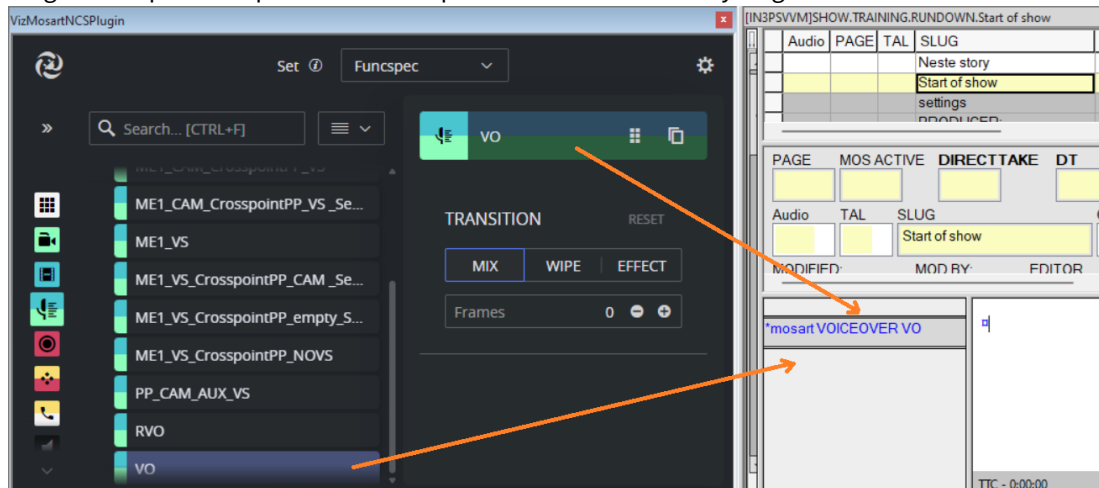 VizMosartNCSPlugin
x
Set
Funcspec
Search... [CTRL+F]
ME1_CAM_CrosspointPP_VS _Se...
ME1_VS
ME1_VS_CrosspointPP_CAM _Se...
ME1_VS_CrosspointPP_empty_S...
ME1_VS_CrosspointPP_NOVS
PP_CAM_AUX_VS
RVO
VO
VO
TRANSITION
RESET
MIX
WIPE
EFFECT
Frames
0
[IN3PSVVM]SHOW.TRAINING.RUNDOWN.Start of show
Audio PAGE TAL SLUG
Neste story
Start of show
settings
PRODUCER:
PAGE MOS ACTIVE DIRECTTAKE DT
Audio TAL SLUG
Start of show
MODIFIED: MOD BY: EDITOR
*mosart VOICEOVER VO
TTC - 0:00:00